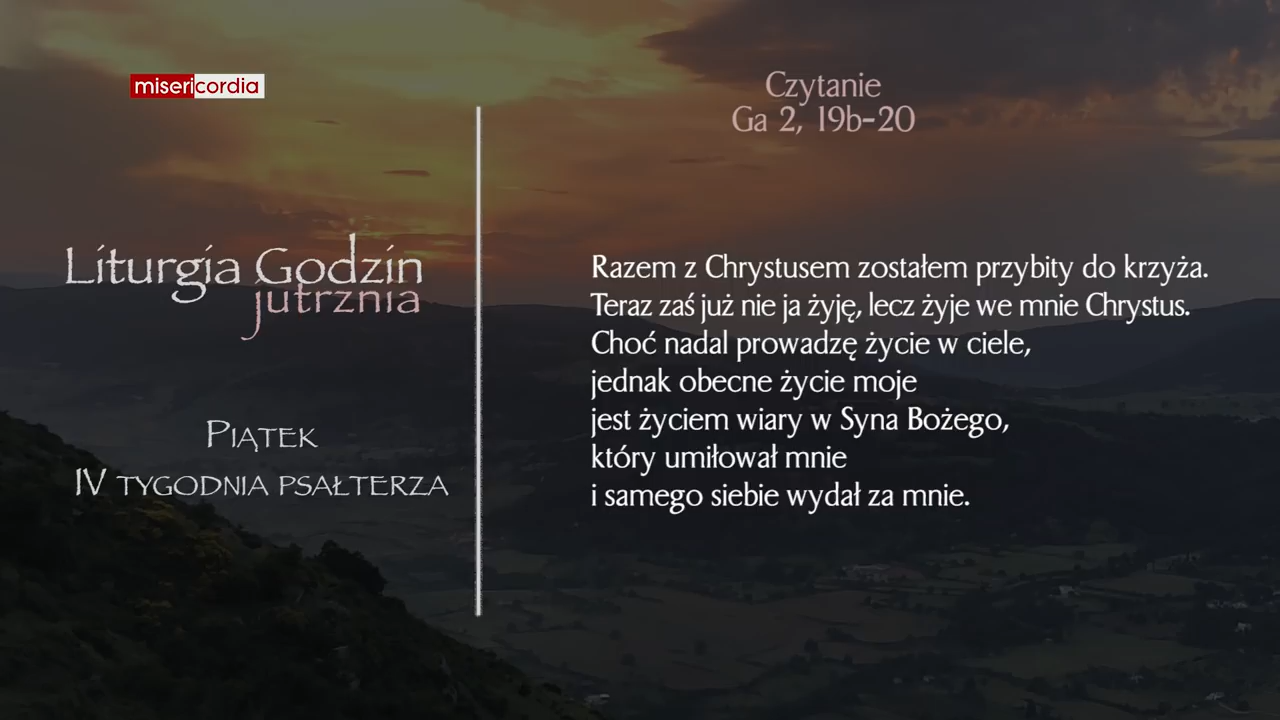 misericordia
Liturgia Godzin
jutrznia
Piątek
IV tygodnia psałterza
Czytanie
Ga 2, 19b-20
Razem z Chrystusem zostałem przybity do krzyża.
Teraz zaś już nie ja żyję, lecz żyje we mnie Chrystus.
Choć nadal prowadzę życie w ciele,
jednak obecne życie moje
jest życiem wiary w Syna Bożego,
który umiłował mnie
i samego siebie wydał za mnie.